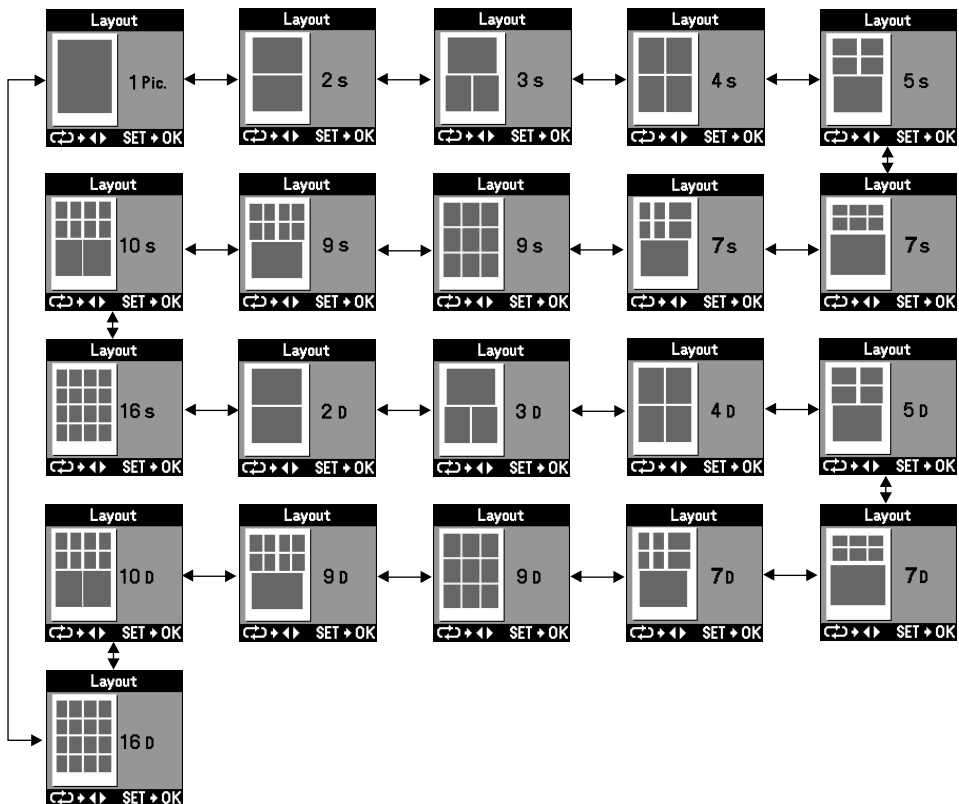 Layout
1 Pic.
SET → OK
Layout
2 s
SET → OK
Layout
3 s
SET → OK
Layout
4 s
SET → OK
Layout
5 s
SET → OK
Layout
10 s
SET → OK
Layout
9 s
SET → OK
Layout
9 s
SET → OK
Layout
7 s
SET → OK
Layout
7 s
SET → OK
Layout
16 s
SET → OK
Layout
2 D
SET → OK
Layout
3 D
SET → OK
Layout
4 D
SET → OK
Layout
5 D
SET → OK
Layout
10 D
SET → OK
Layout
9 D
SET → OK
Layout
9 D
SET → OK
Layout
7 D
SET → OK
Layout
7 D
SET → OK
Layout
16 D
SET → OK